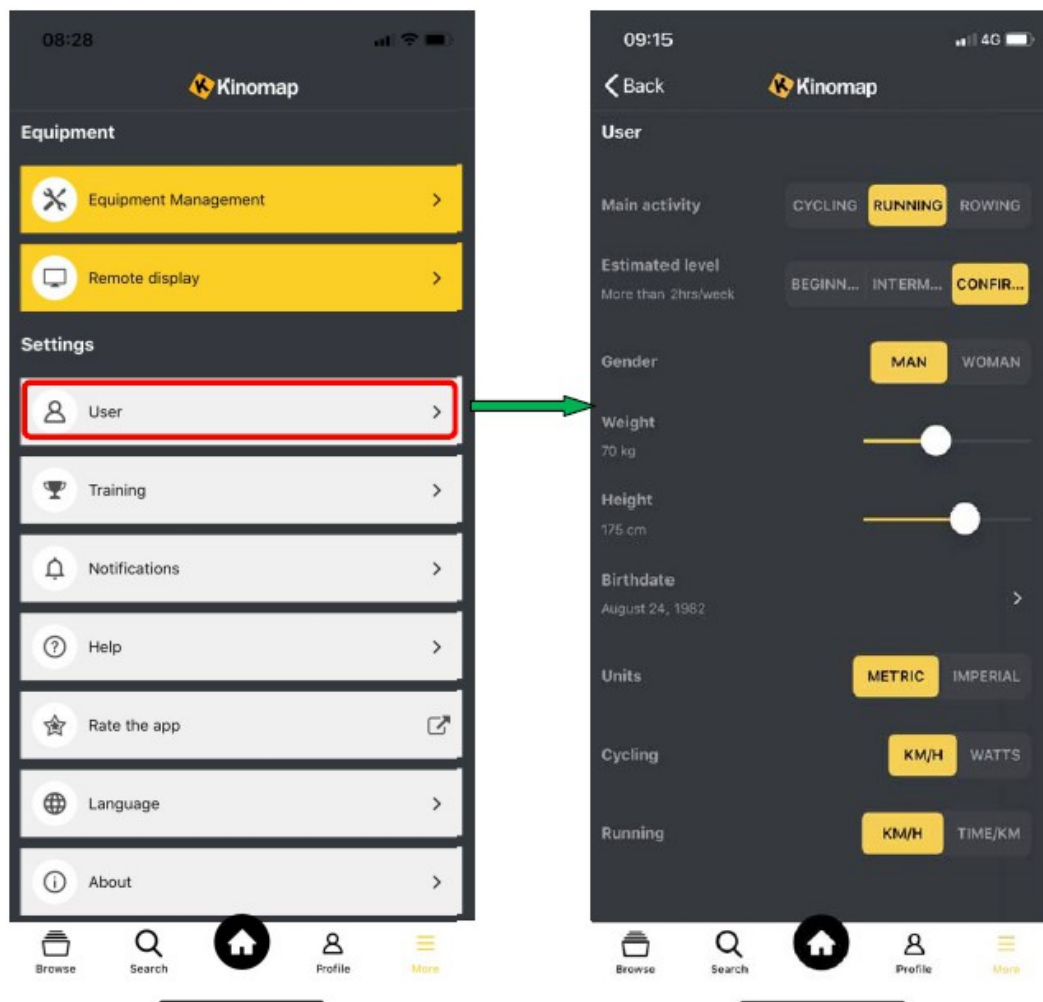 08:28
Kinomap
Equipment
Equipment Management
Remote display
Settings
User
Training
Notifications
Help
Rate the app
Language
About
Browse Search Profile More
09:15 4G
Back Kinomap
User
Main activity CYCLING RUNNING ROWING
Estimated level
More than 2hrs/week BEGINN... INTERM... CONFIR...
Gender MAN WOMAN
Weight
70 kg
Height
175 cm
Birthdate
August 24, 1982
Units METRIC IMPERIAL
Cycling KM/H WATTS
Running KM/H TIME/KM
Browse Search Profile More